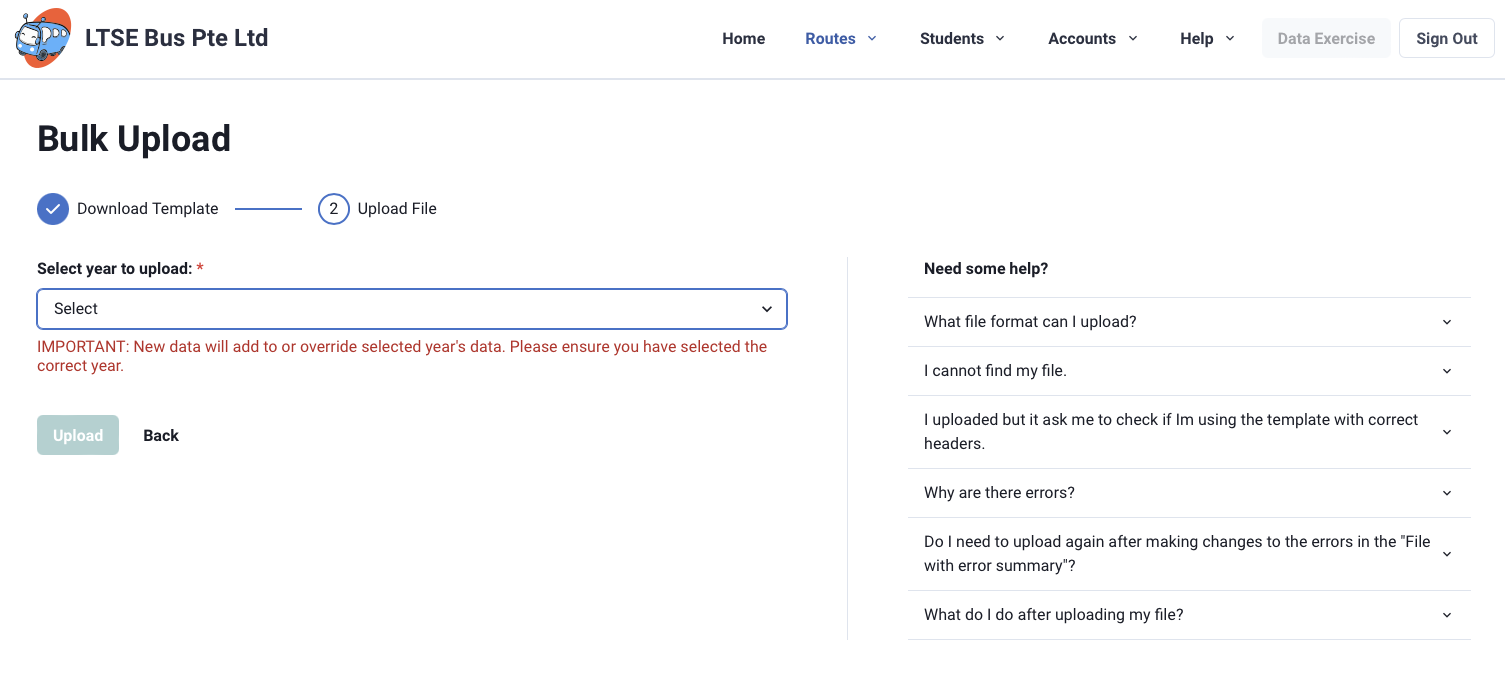 LTSE Bus Pte Ltd
Home
Routes
Students
Accounts
Help
Data Exercise
Sign Out
Bulk Upload
Download Template
2
Upload File
Select year to upload: *
Select
IMPORTANT: New data will add to or override selected year's data. Please ensure you have selected the
correct year.
Upload
Back
Need some help?
What file format can I upload?
I cannot find my file.
I uploaded but it ask me to check if Im using the template with correct
headers.
Why are there errors?
Do I need to upload again after making changes to the errors in the "File
with error summary"?
What do I do after uploading my file?